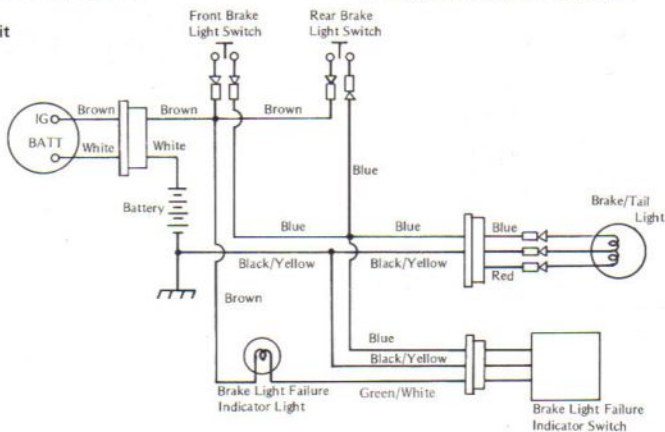 it
Front Brake
Light Switch
Rear Brake
Light Switch
IG
Brown
Brown
Brown
BATT
White
White
Blue
Battery
Brake/Tail
Light
Blue
Blue
Blue
Black/Yellow
Black/Yellow
Red
Brown
Blue
Black/Yellow
Green/White
Brake Light Failure
Indicator Light
Brake Light Failure
Indicator Switch